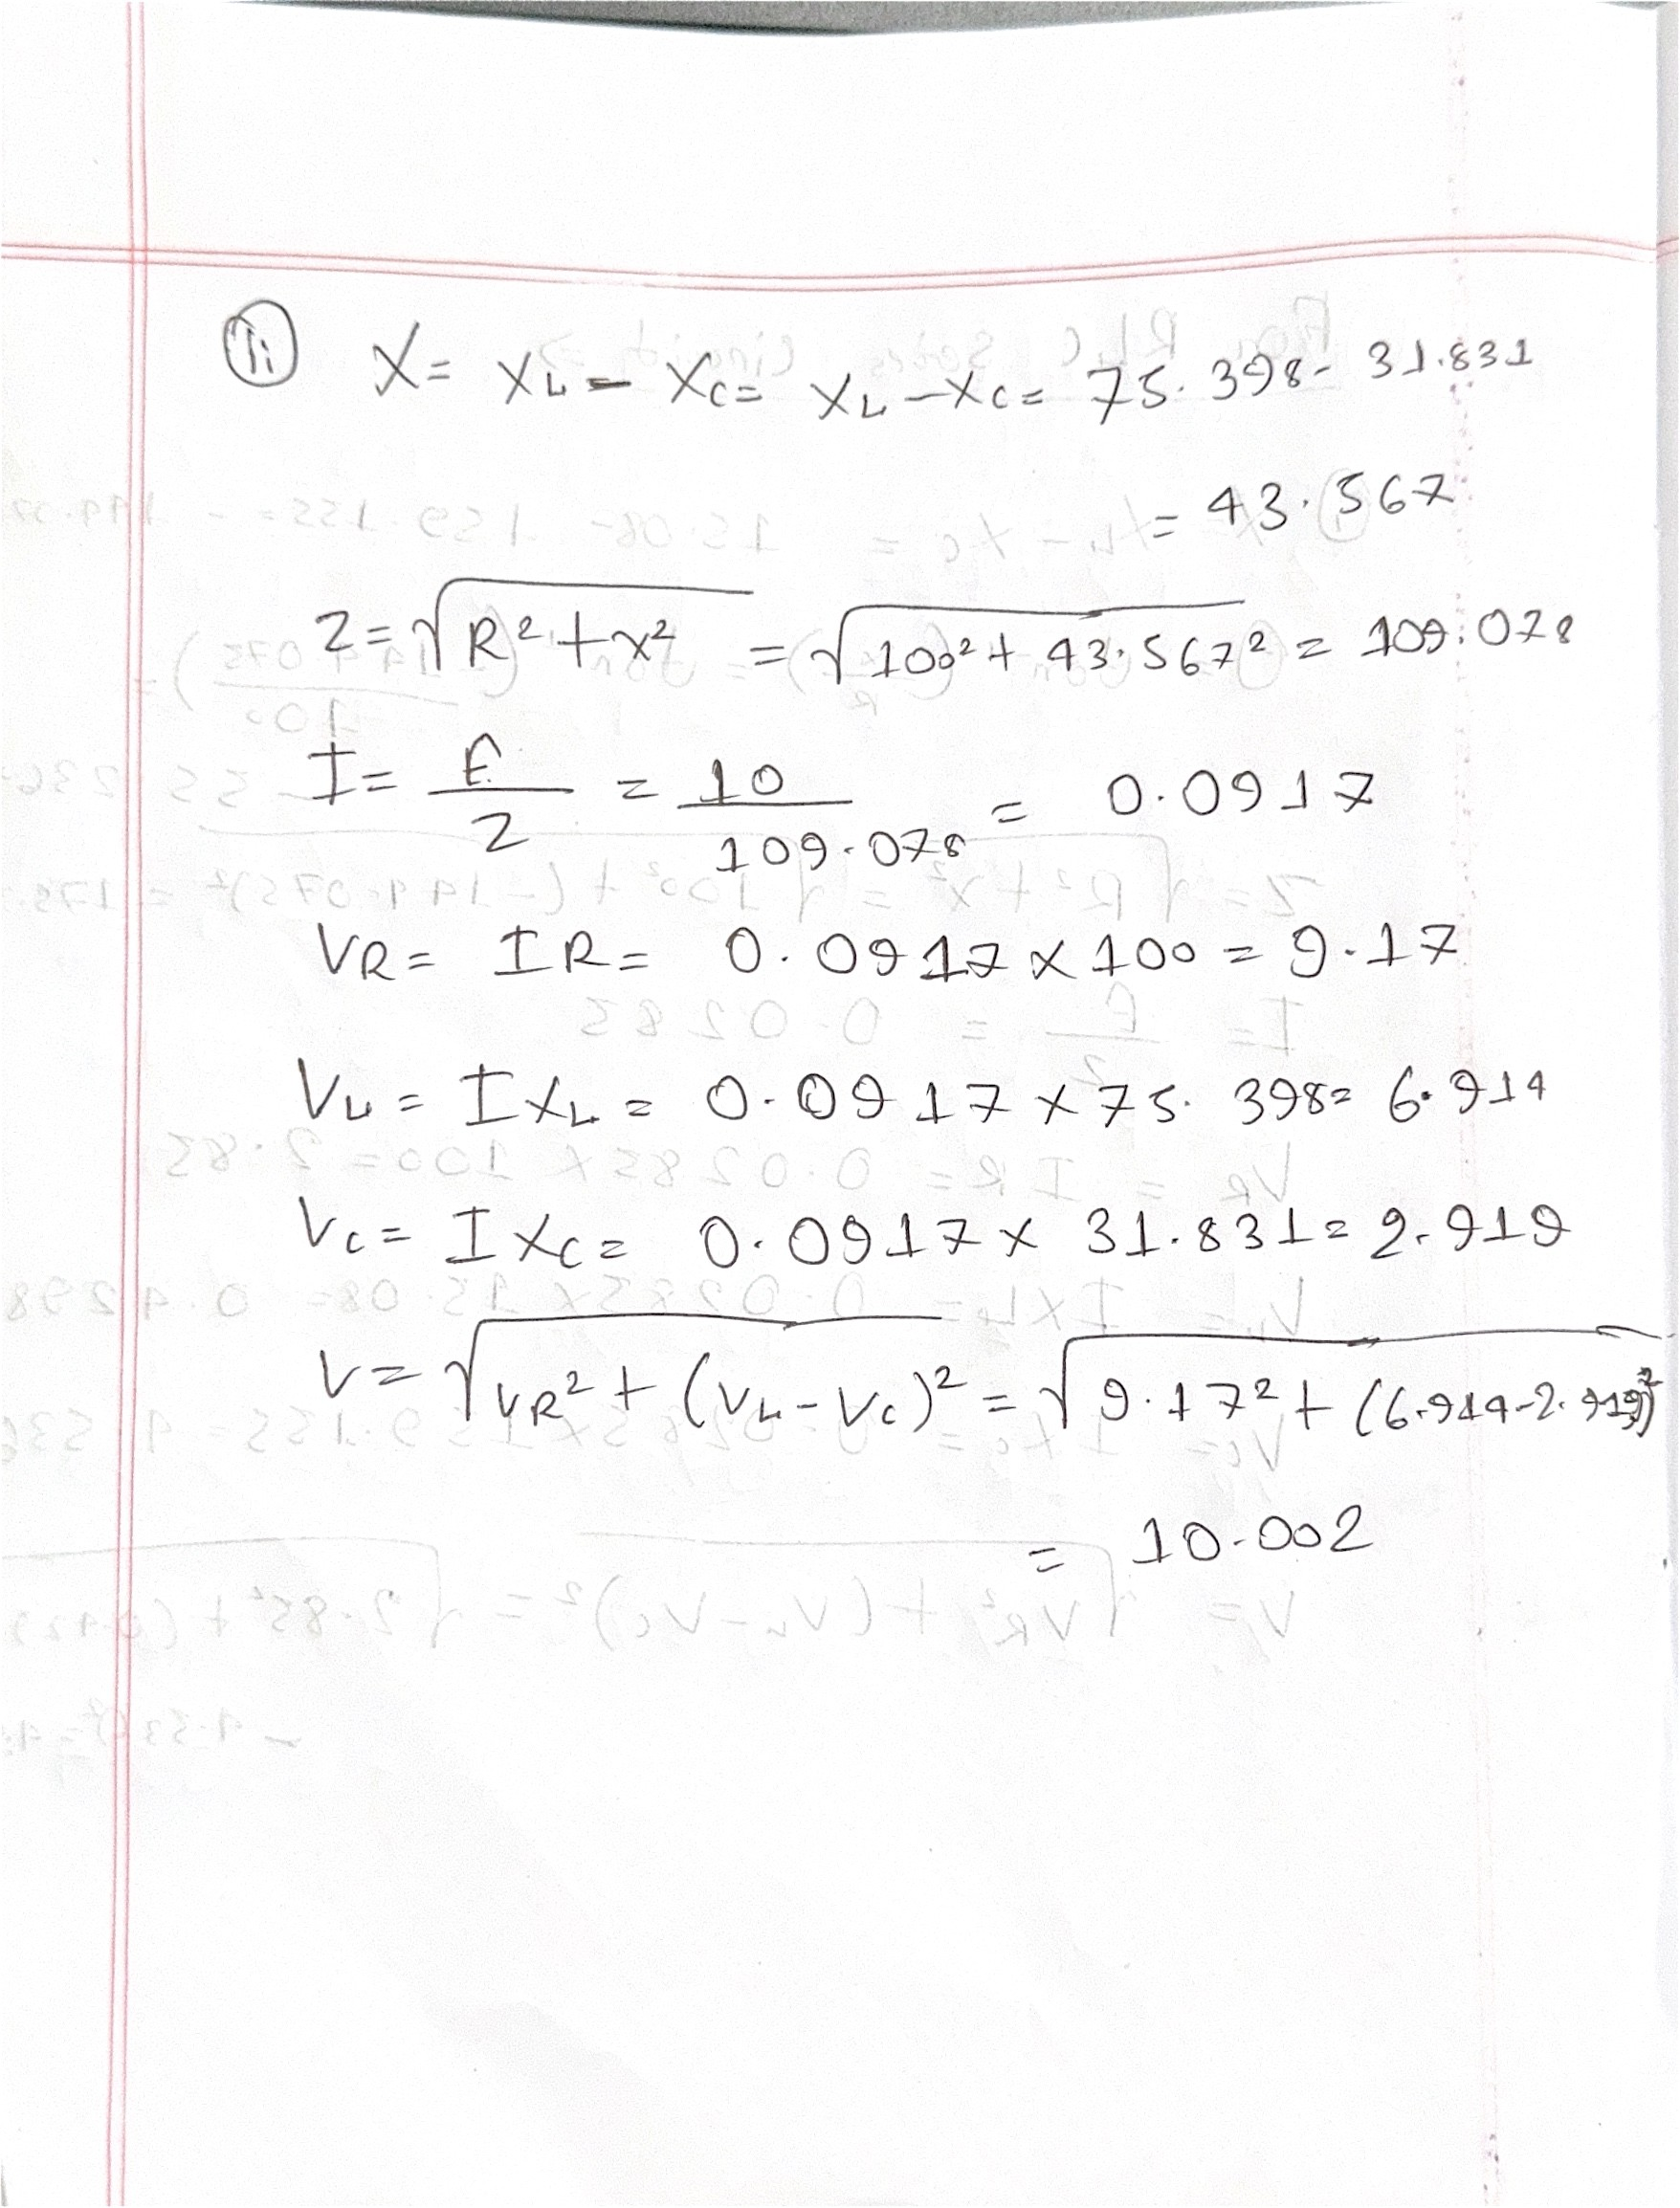 (ii) X = XL - XC = XL - XC = 75.398 - 31.831
= 43.567
Z = √R² + x² = √100² + 43.567² = 109.078
I = E/Z = 10/109.078 = 0.0917
VR = IR = 0.0917 x 100 = 9.17
VL = IXL = 0.0917 x 75.398 = 6.914
VC = IXC = 0.0917 x 31.831 = 2.919
V = √VR² + (VL - VC)² = √9.17² + (6.914 - 2.919)²
= 10.002